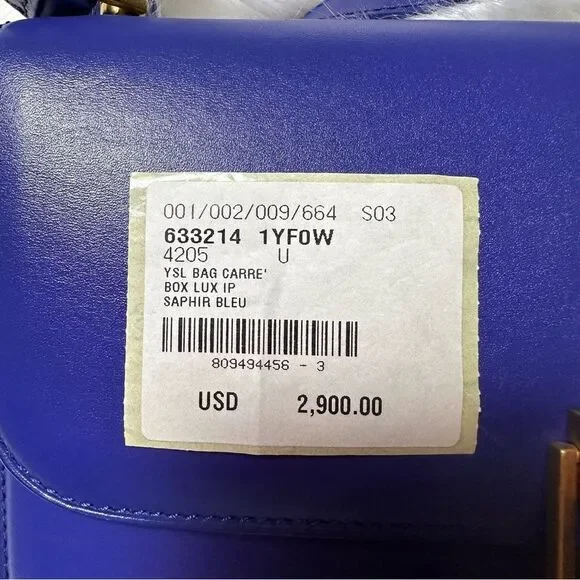 001/002/009/664 S03
633214 1YF0W
4205 U
YSL BAG CARRE'
BOX LUX IP
SAPHIR BLEU
809494456 - 3
USD 2,900.00